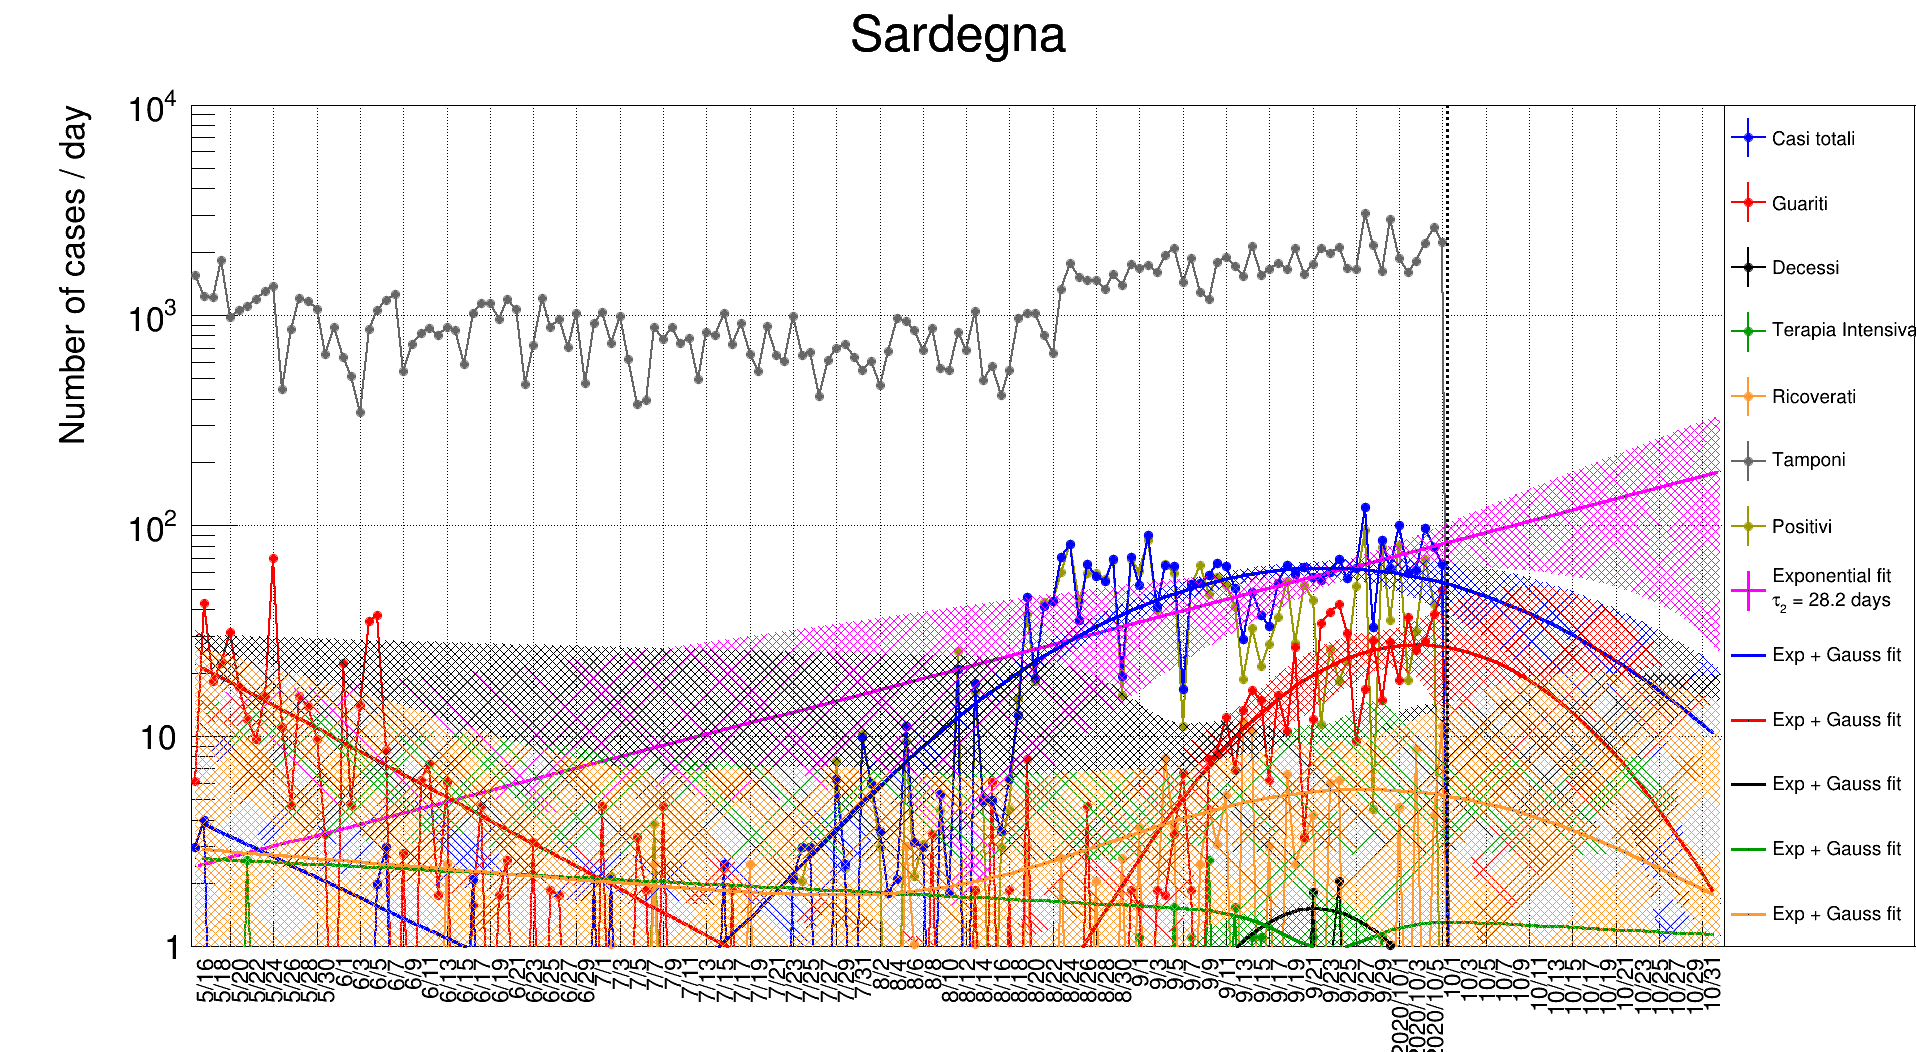 Sardegna
Number of cases / day
10^4
10^3
10^2
10
1
5/16 5/18 5/20 5/22 5/24 5/26 5/28 5/30 6/1 6/3 6/5 6/7 6/9 6/11 6/13 6/15 6/17 6/19 6/21 6/23 6/25 6/27 6/29 7/1 7/3 7/5 7/7 7/9 7/11 7/13 7/15 7/17 7/19 7/21 7/23 7/25 7/27 7/29 7/31 8/2 8/4 8/6 8/8 8/10 8/12 8/14 8/16 8/18 8/20 8/22 8/24 8/26 8/28 8/30 9/1 9/3 9/5 9/7 9/9 9/11 9/13 9/15 9/17 9/19 9/21 9/23 9/25 9/27 9/29 2020/10/1 2020/10/3 2020/10/5 10/1 10/3 10/5 10/7 10/9 10/11 10/13 10/15 10/17 10/19 10/21 10/23 10/25 10/27 10/29 10/31
Casi totali
Guariti
Decessi
Terapia Intensiva
Ricoverati
Tamponi
Positivi
Exponential fit
τ2 = 28.2 days
Exp + Gauss fit
Exp + Gauss fit
Exp + Gauss fit
Exp + Gauss fit
Exp + Gauss fit